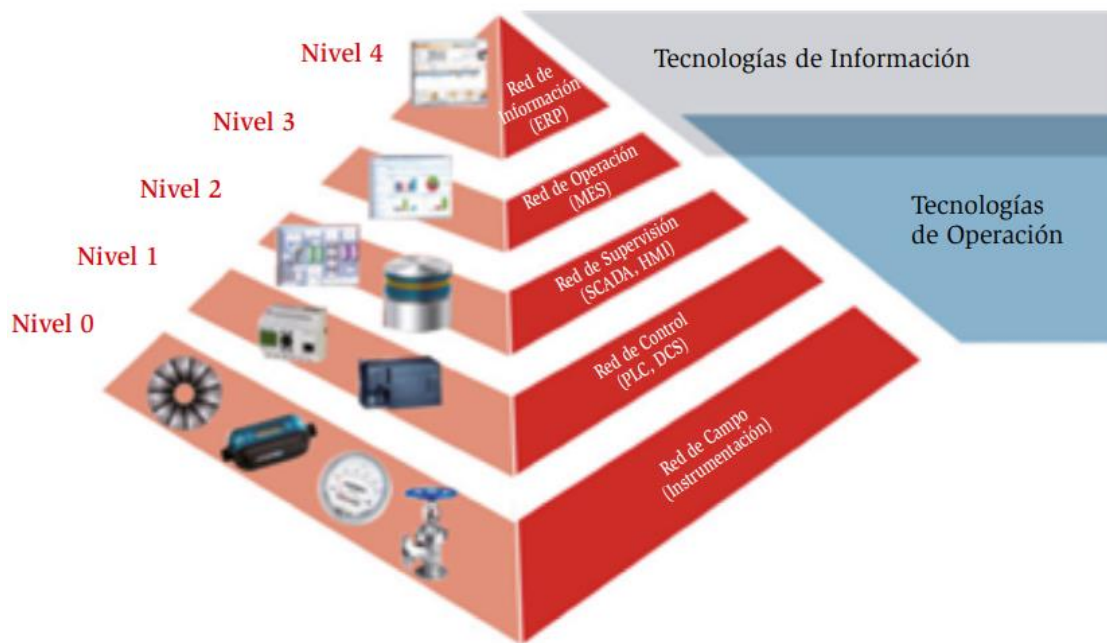 Nivel 4
Nivel 3
Nivel 2
Nivel 1
Nivel 0
Red de
Información
(ERP)
Red de Operación
(MES)
Red de Supervisión
(SCADA, HMI)
Red de Control
(PLC, DCS)
Red de Campo
(Instrumentación)
Tecnologías de Información
Tecnologías
de Operación